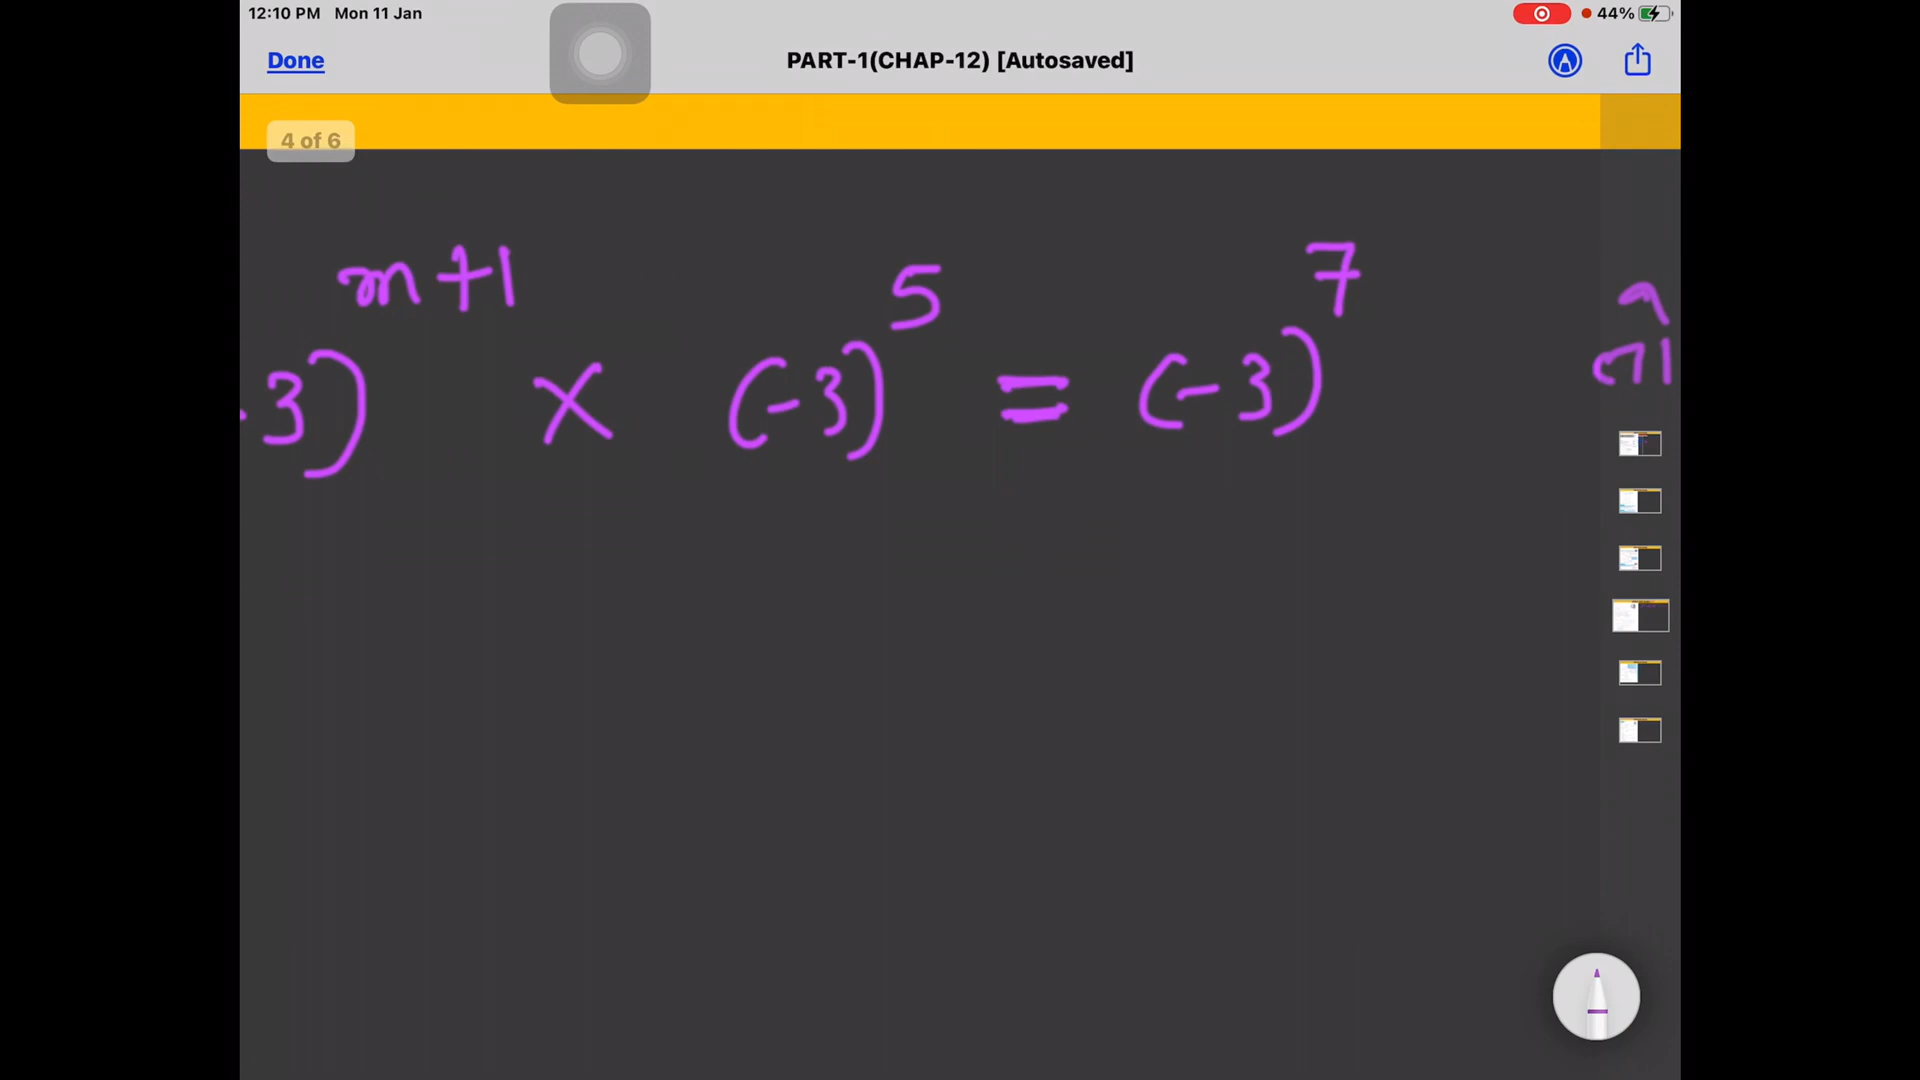 12:10 PM Mon 11 Jan 44%
Done PART-1(CHAP-12) [Autosaved]
4 of 6
-3)^{m+1} × (-3)^5 = (-3)^7